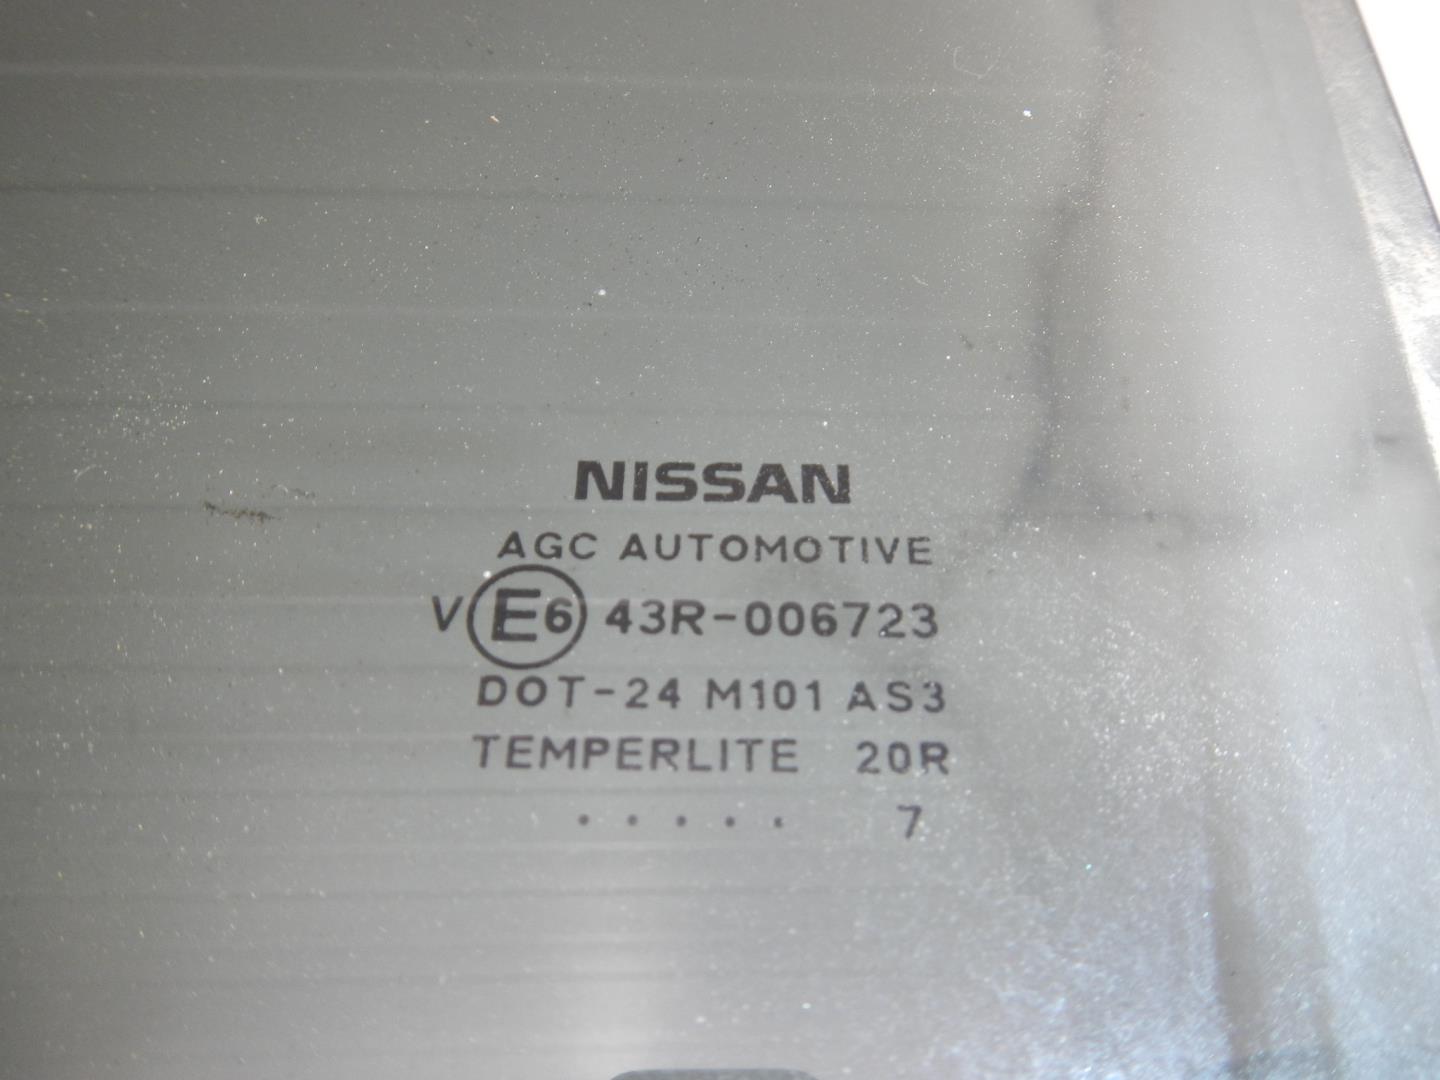 NISSAN
AGC AUTOMOTIVE
V E6 43R-006723
DOT-24 M101 AS3
TEMPERLITE 20R
. . . . . 7